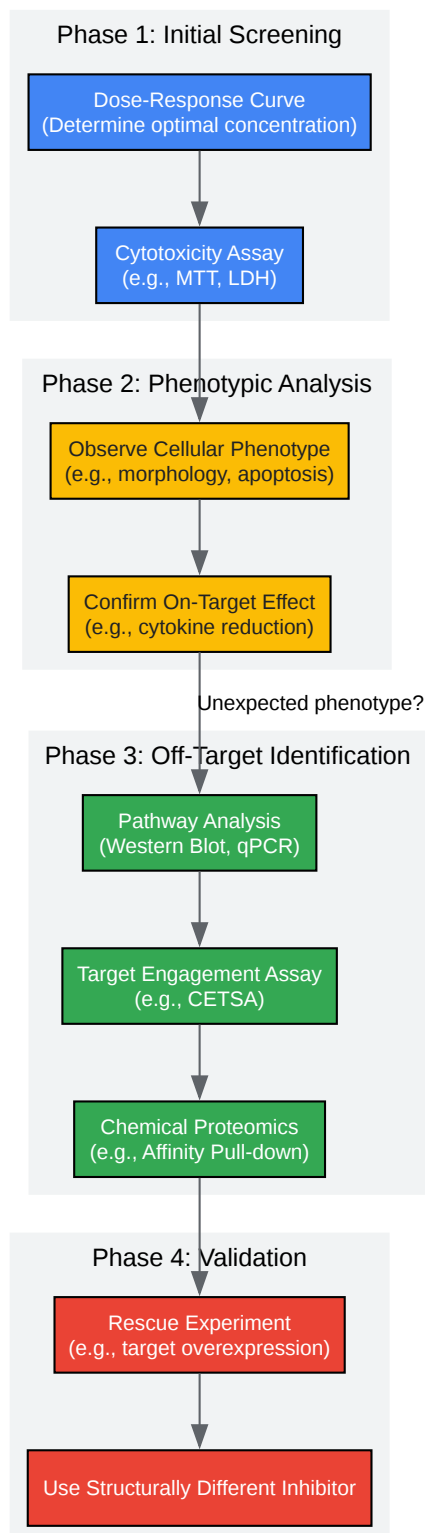 Phase 1: Initial Screening
Dose-Response Curve
(Determine optimal concentration)
Cytotoxicity Assay
(e.g., MTT, LDH)
Phase 2: Phenotypic Analysis
Observe Cellular Phenotype
(e.g., morphology, apoptosis)
Confirm On-Target Effect
(e.g., cytokine reduction)
Unexpected phenotype?
Phase 3: Off-Target Identification
Pathway Analysis
(Western Blot, qPCR)
Target Engagement Assay
(e.g., CETSA)
Chemical Proteomics
(e.g., Affinity Pull-down)
Phase 4: Validation
Rescue Experiment
(e.g., target overexpression)
Use Structurally Different Inhibitor